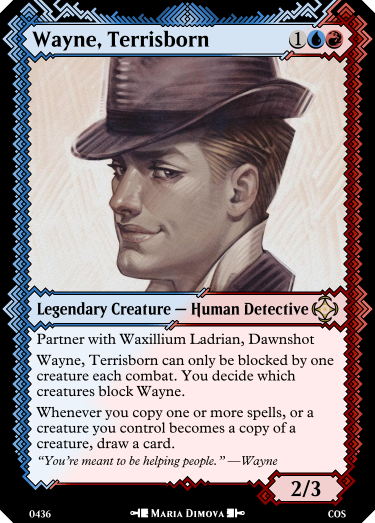 Wayne, Terrisborn 1
Legendary Creature — Human Detective
Partner with Waxillium Ladrian, Dawnshot
Wayne, Terrisborn can only be blocked by one
creature each combat. You decide which
creatures block Wayne.
Whenever you copy one or more spells, or a
creature you control becomes a copy of a
creature, draw a card.
“You’re meant to be helping people.” —Wayne
2/3
0436 Maria Dimova COS